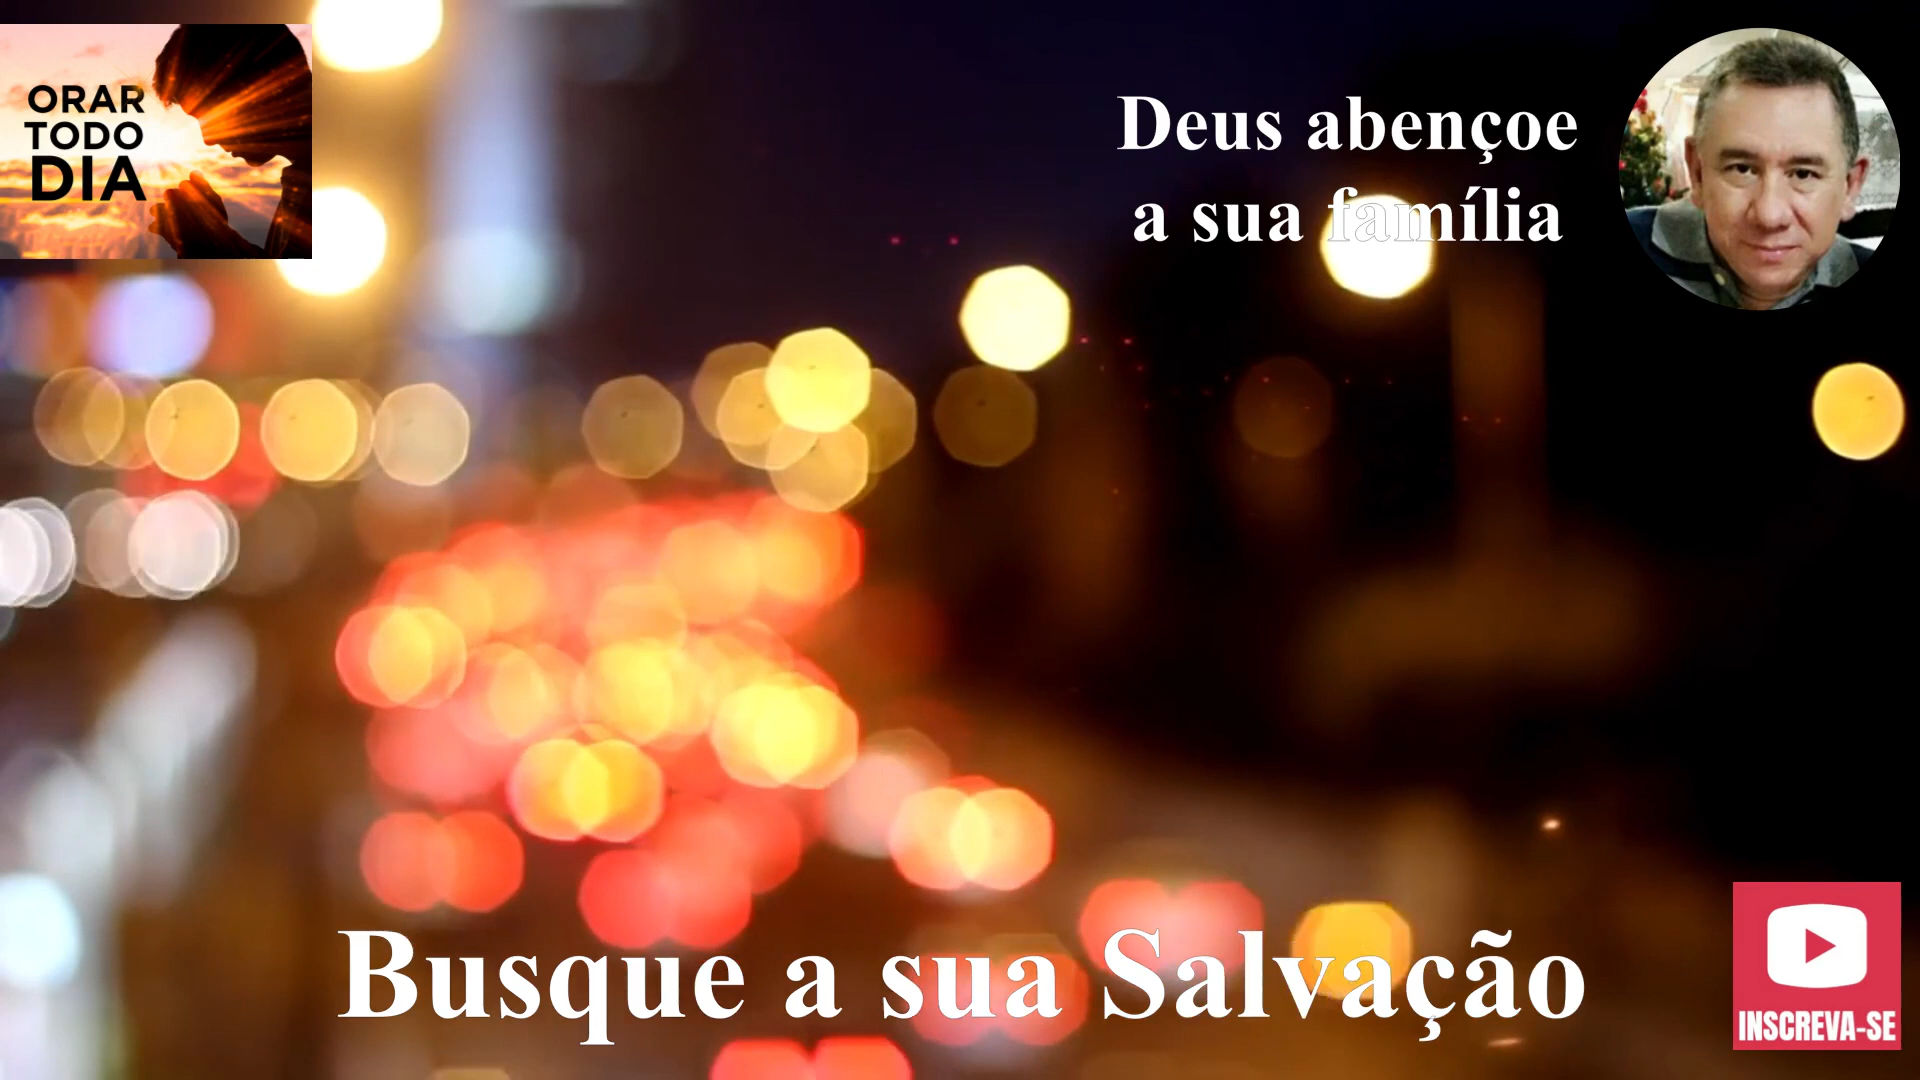 ORAR
TODO
DIA
Deus abençoe
a sua família
Busque a sua Salvação
INSCREVA-SE